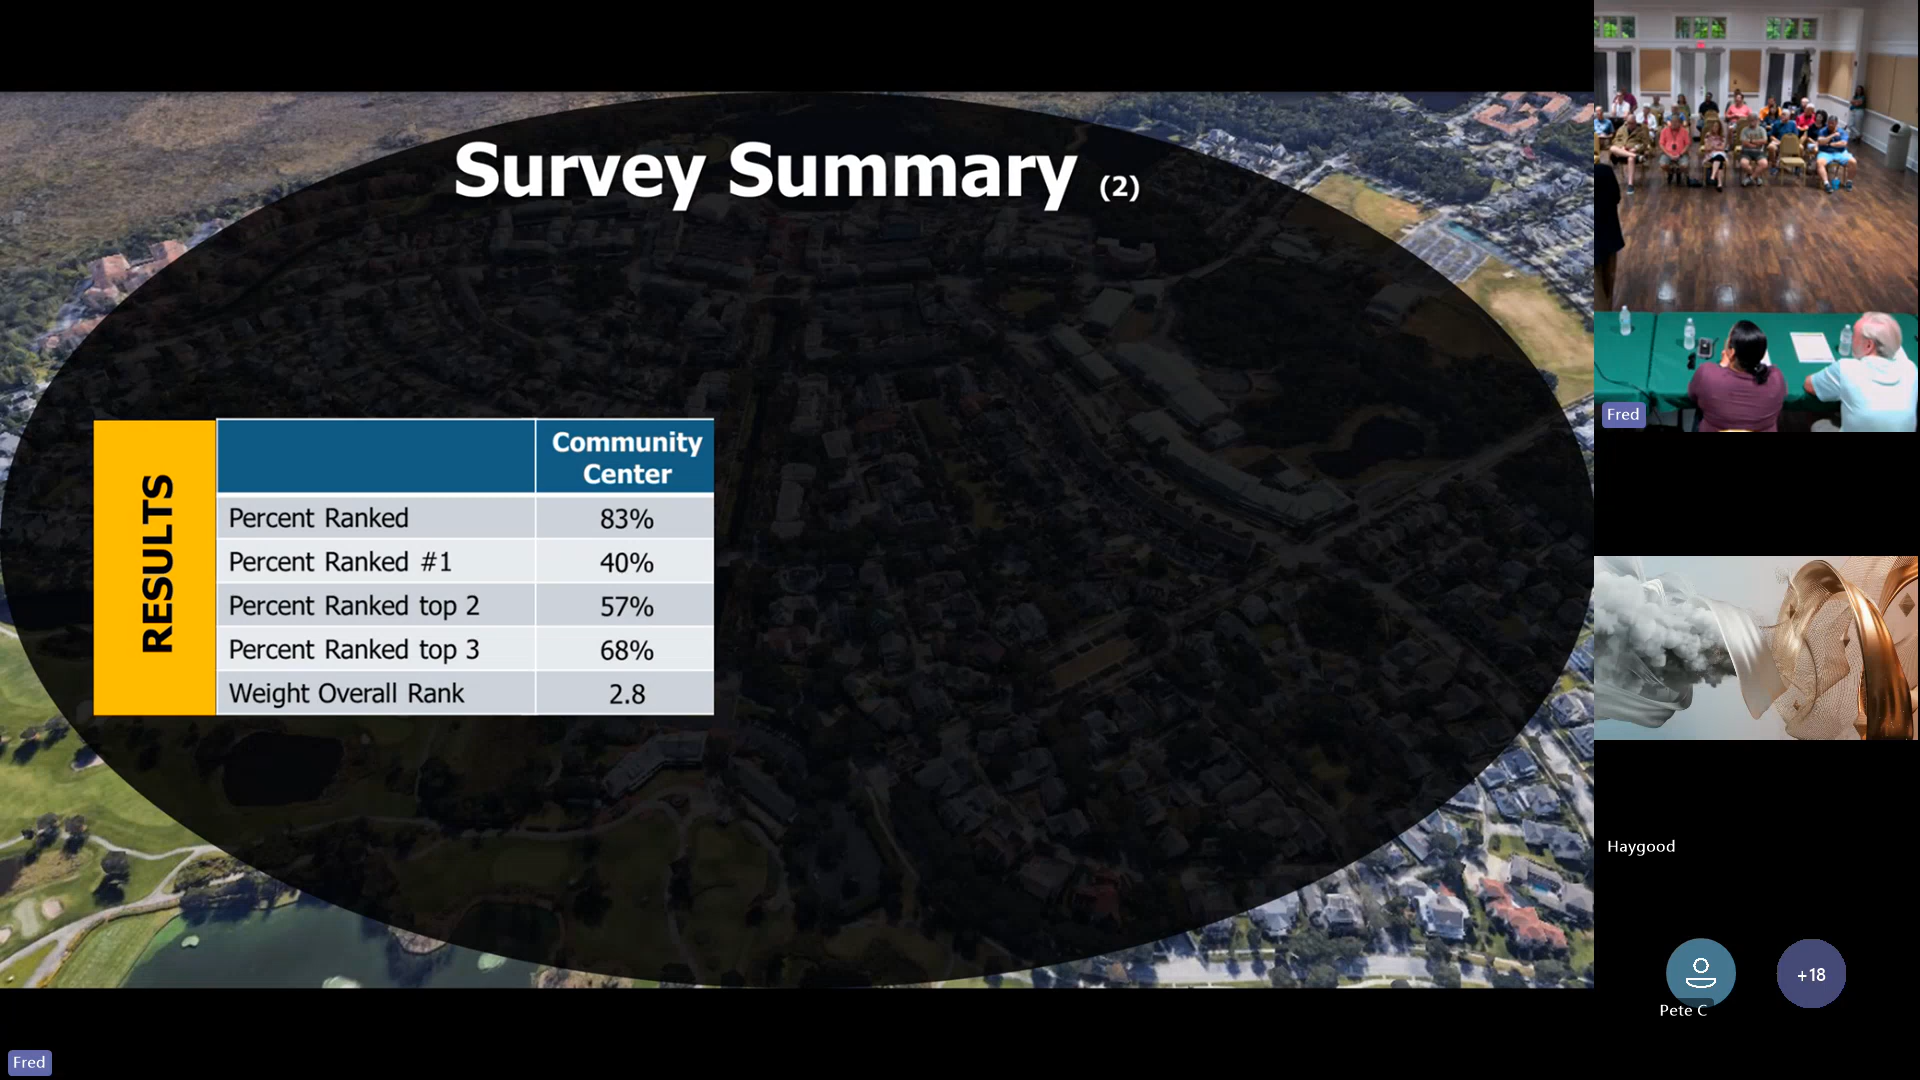 Survey Summary (2)
RESULTS
Community
Center
Percent Ranked 83%
Percent Ranked #1 40%
Percent Ranked top 2 57%
Percent Ranked top 3 68%
Weight Overall Rank 2.8
Fred
Haygood
Pete C
+18
Fred